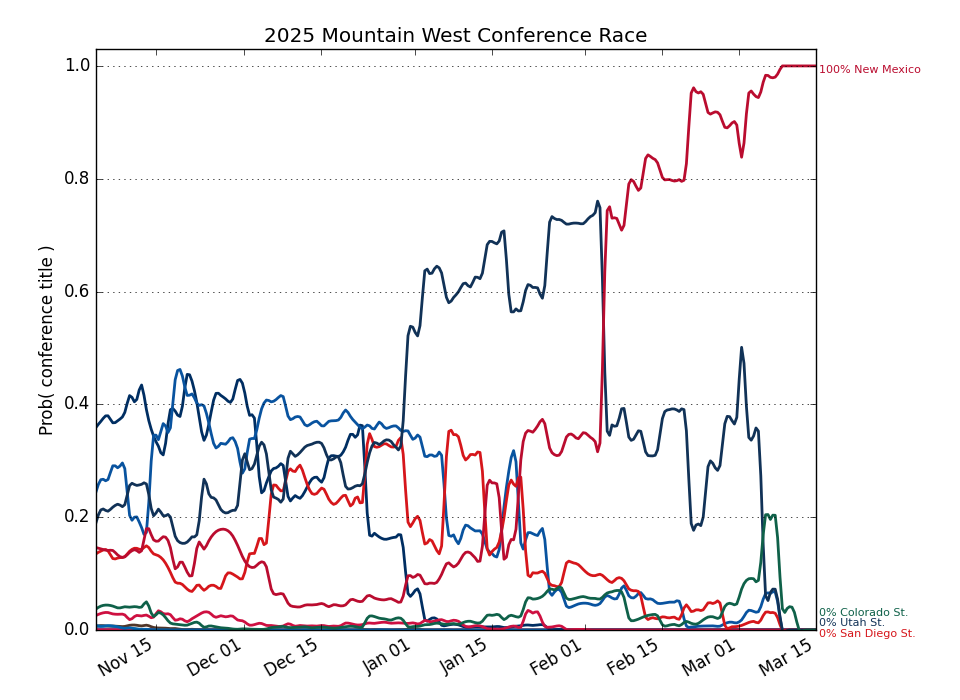 2025 Mountain West Conference Race
1.0
0.8
0.6
0.4
0.2
0.0
Prob( conference title )
100% New Mexico
0% Colorado St.
0% Utah St.
0% San Diego St.
Nov 15
Dec 01
Dec 15
Jan 01
Jan 15
Feb 01
Feb 15
Mar 01
Mar 15